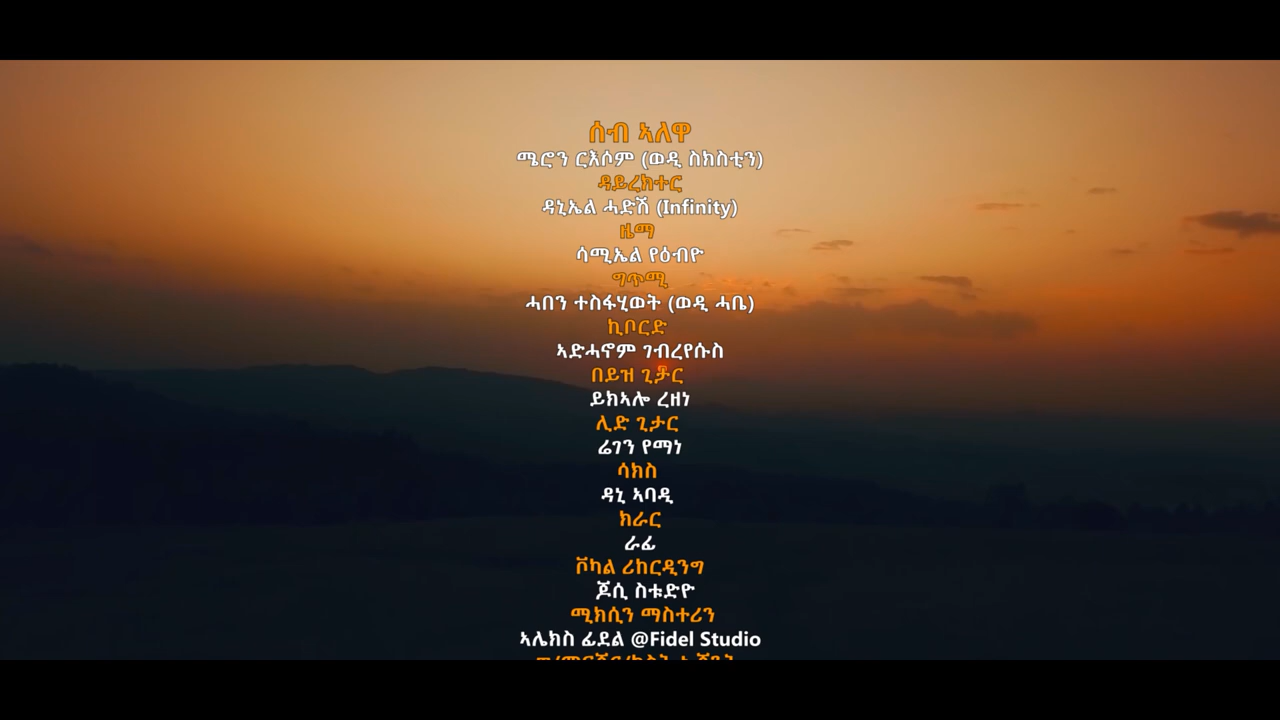 ሰብ ኣለዋ
ሜሮን ርእሶም (ወዲ ስክስቲን)
ዳይረክተር
ዳኒኤል ሓድሽ (Infinity)
ዜማ
ሳሚኤል የዕብዮ
ግጥሚ
ሓበን ተስፋሂወት (ወዲ ሓቤ)
ኪቦርድ
ኣድሓኖም ገብረየሱስ
በይዝ ጊታር
ይክኣሎ ረዘነ
ሊድ ጊታር
ሬገን የማነ
ሳክስ
ዳኒ ኣባዲ
ክራር
ራፊ
ቮካል ሪከርዲንግ
ጆሲ ስቱድዮ
ሚክሲን ማስተሪን
ኣሌክስ ፊደል @Fidel Studio